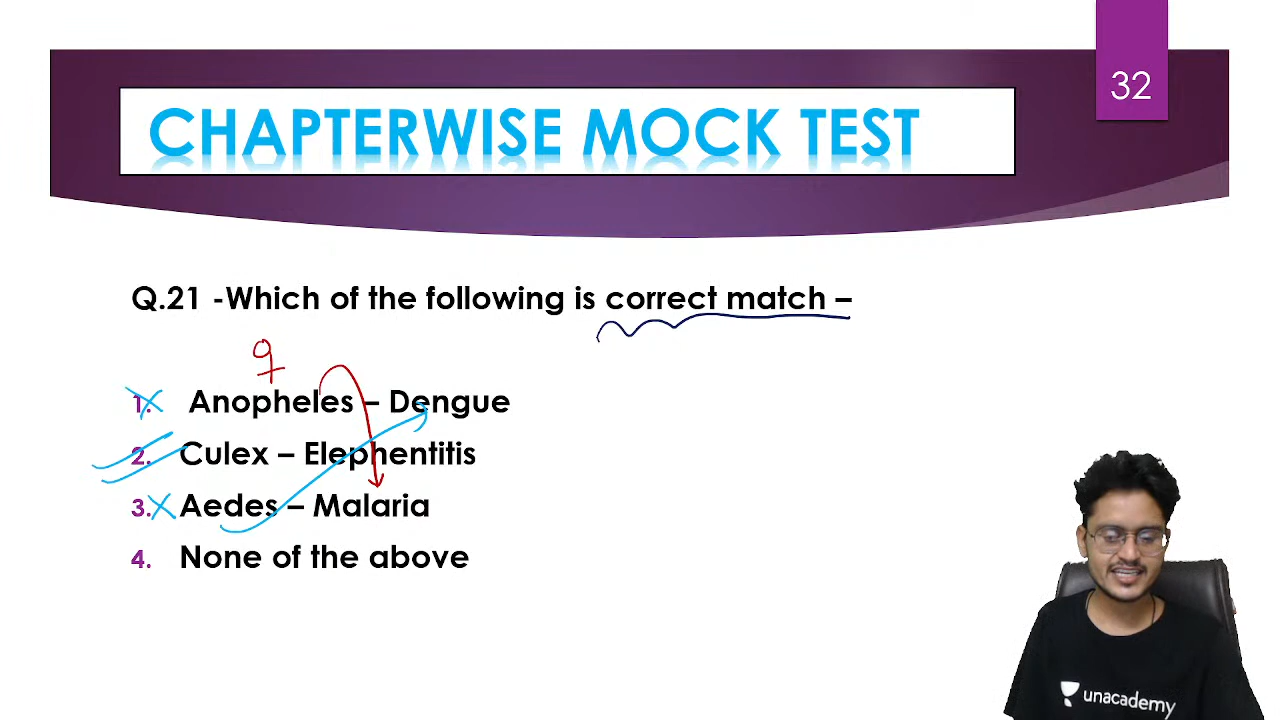 32
CHAPTERWISE MOCK TEST
Q.21 -Which of the following is correct match –
♀
1. Anopheles – Dengue
2. Culex – Elephentitis
3. Aedes – Malaria
4. None of the above
unacademy